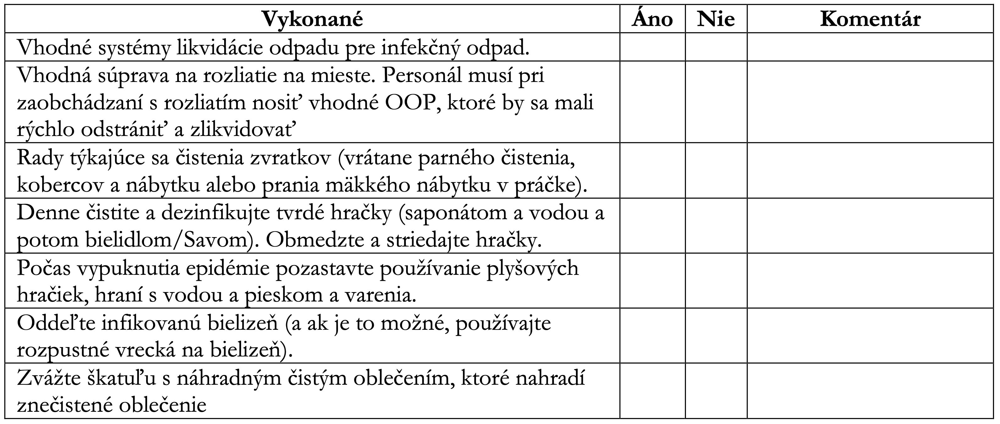 Vykonané Áno Nie Komentár
Vhodné systémy likvidácie odpadu pre infekčný odpad.
Vhodná súprava na rozliatie na mieste. Personál musí pri
zaobchádzaní s rozliatím nosiť vhodné OOP, ktoré by sa mali
rýchlo odstrániť a zlikvidovať
Rady týkajúce sa čistenia zvratkov (vrátane parného čistenia,
kobercov a nábytku alebo prania mäkkého nábytku v práčke).
Denne čistite a dezinfikujte tvrdé hračky (saponátom a vodou a
potom bielidlom/Savom). Obmedzte a striedajte hračky.
Počas vypuknutia epidémie pozastavte používanie plyšových
hračiek, hraní s vodou a pieskom a varenia.
Oddeľte infikovanú bielizeň (a ak je to možné, používajte
rozpustné vrecká na bielizeň).
Zvážte škatuľu s náhradným čistým oblečením, ktoré nahradí
znečistené oblečenie